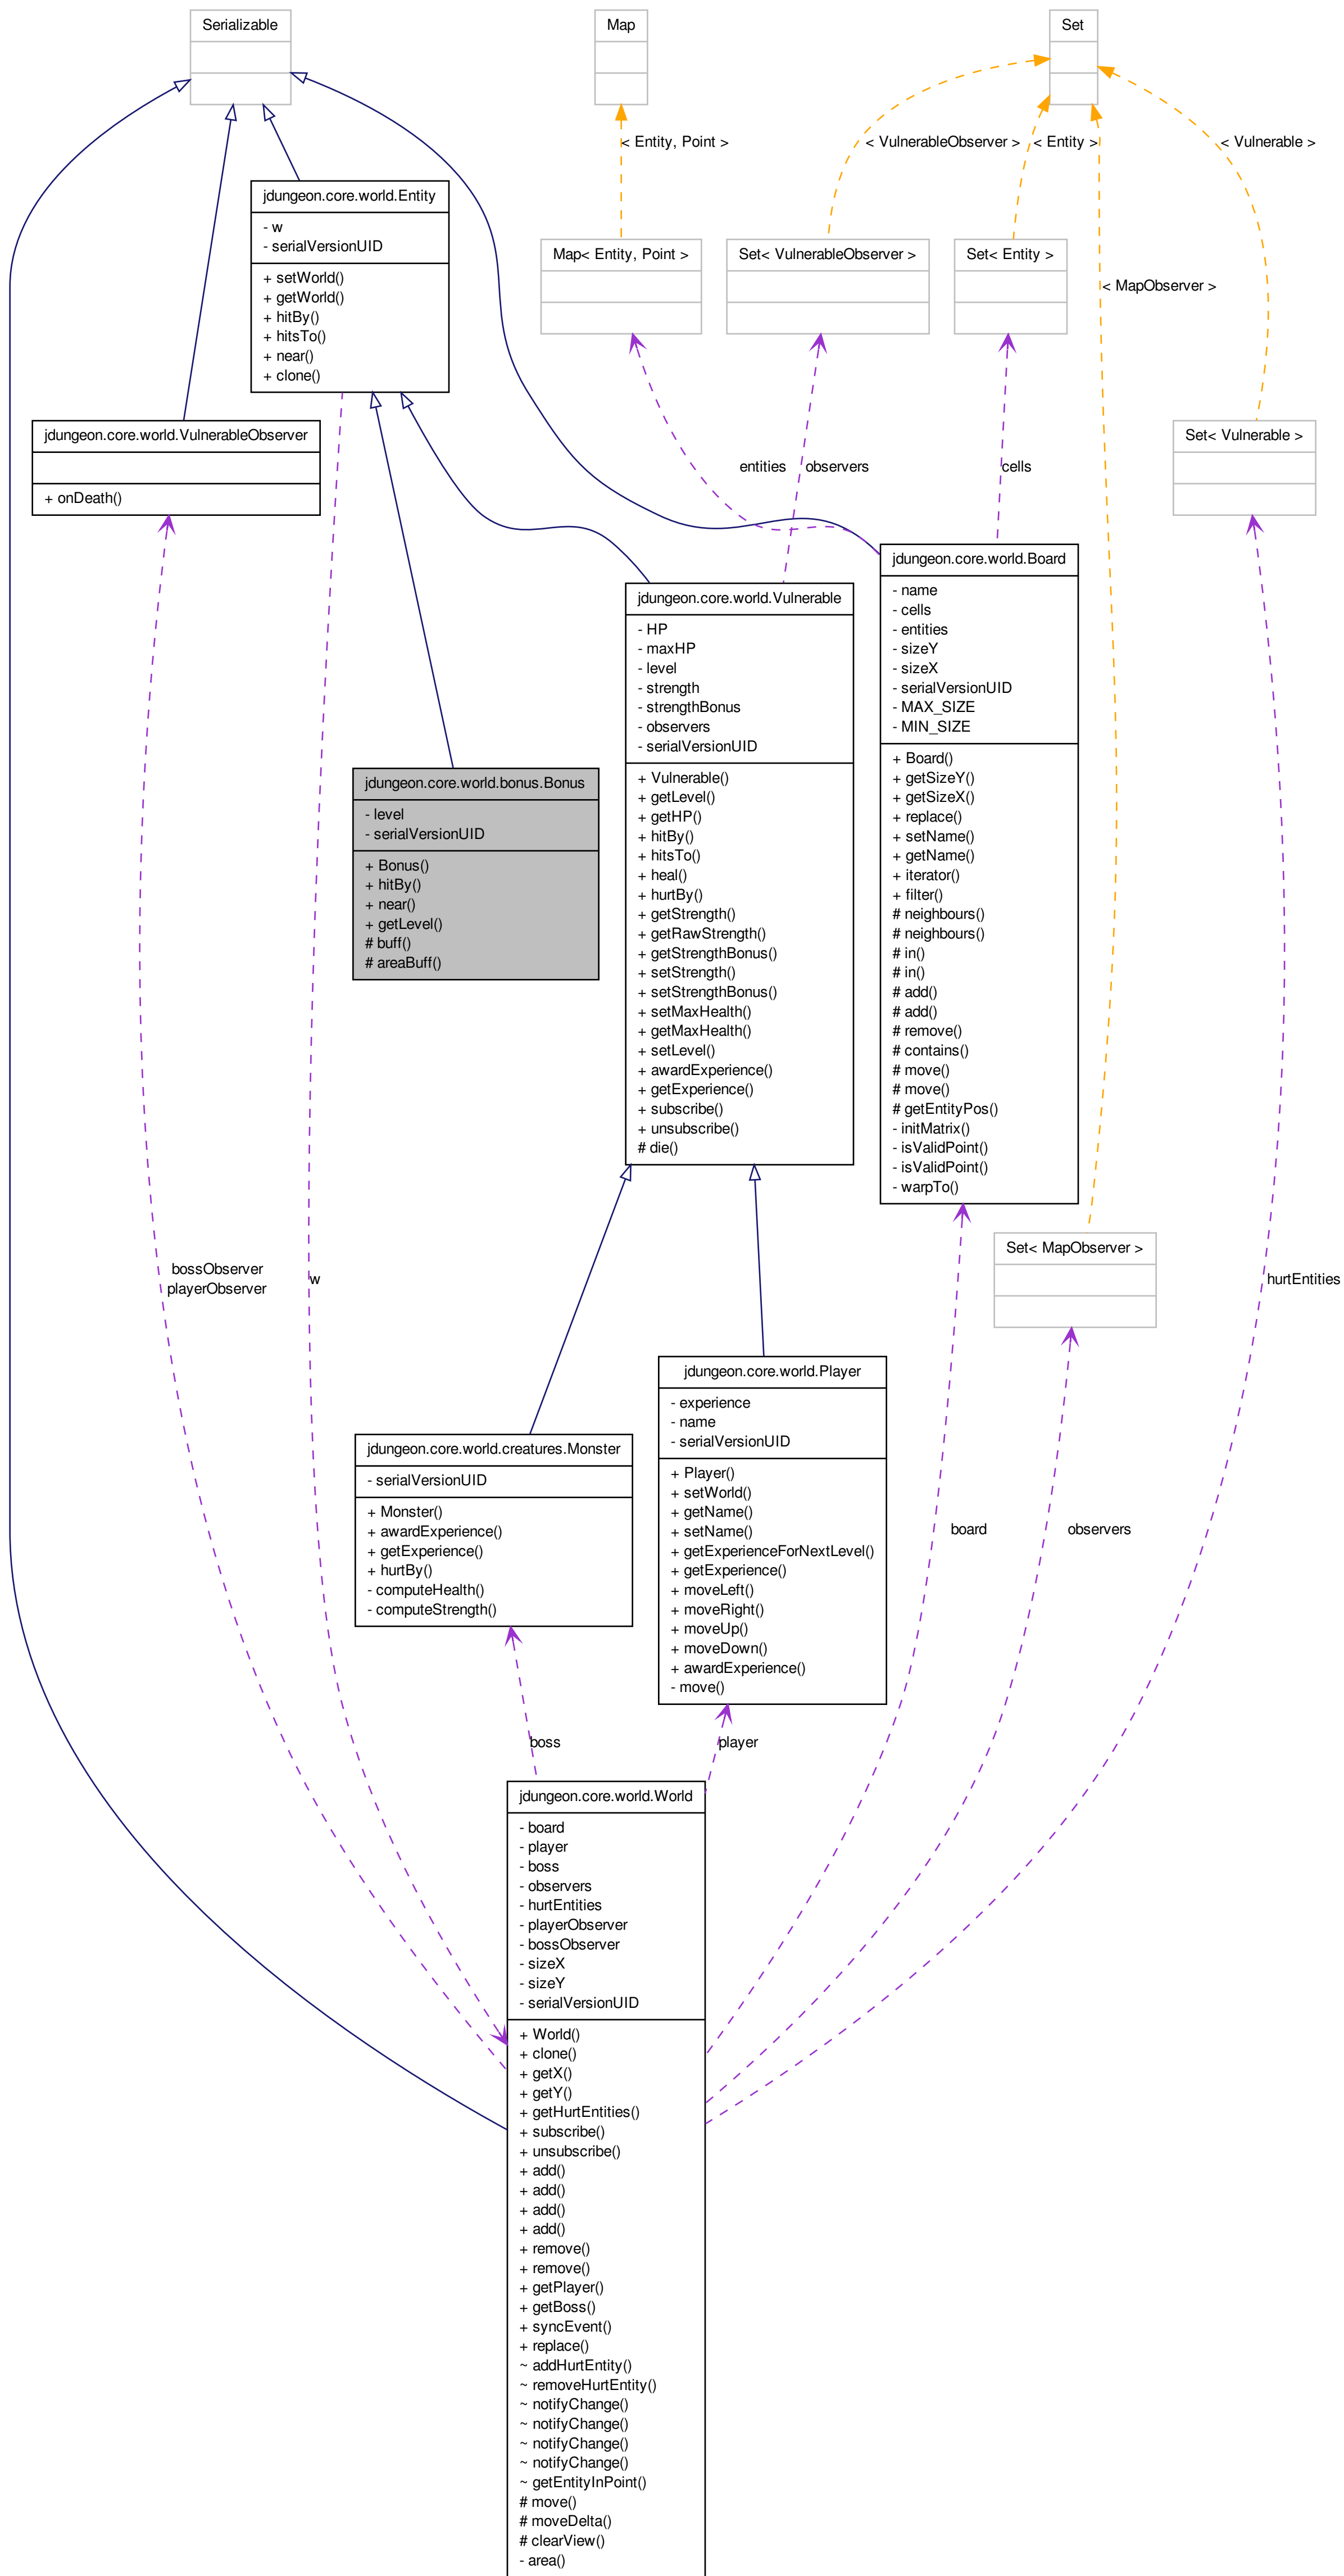 Serializable
Map
Set
< Entity, Point >
< VulnerableObserver >
< Entity >
< Vulnerable >
jdungeon.core.world.Entity
- w
- serialVersionUID
+ setWorld()
+ getWorld()
+ hitBy()
+ hitsTo()
+ near()
+ clone()
Map< Entity, Point >
Set< VulnerableObserver >
Set< Entity >
< MapObserver >
jdungeon.core.world.VulnerableObserver
+ onDeath()
Set< Vulnerable >
entities
observers
cells
jdungeon.core.world.Board
- name
- cells
- entities
- sizeY
- sizeX
- serialVersionUID
- MAX_SIZE
- MIN_SIZE
+ Board()
+ getSizeY()
+ getSizeX()
+ replace()
+ setName()
+ getName()
+ iterator()
+ filter()
# neighbours()
# neighbours()
# in()
# in()
# add()
# add()
# remove()
# contains()
# move()
# move()
# getEntityPos()
- initMatrix()
- isValidPoint()
- isValidPoint()
- warpTo()
jdungeon.core.world.Vulnerable
- HP
- maxHP
- level
- strength
- strengthBonus
- observers
- serialVersionUID
+ Vulnerable()
+ getLevel()
+ getHP()
+ hitBy()
+ hitsTo()
+ heal()
+ hurtBy()
+ getStrength()
+ getRawStrength()
+ getStrengthBonus()
+ setStrength()
+ setStrengthBonus()
+ setMaxHealth()
+ getMaxHealth()
+ setLevel()
+ awardExperience()
+ getExperience()
+ subscribe()
+ unsubscribe()
# die()
jdungeon.core.world.bonus.Bonus
- level
- serialVersionUID
+ Bonus()
+ hitBy()
+ near()
+ getLevel()
# buff()
# areaBuff()
Set< MapObserver >
bossObserver
playerObserver
w
hurtEntities
jdungeon.core.world.Player
- experience
- name
- serialVersionUID
+ Player()
+ setWorld()
+ getName()
+ setName()
+ getExperienceForNextLevel()
+ getExperience()
+ moveLeft()
+ moveRight()
+ moveUp()
+ moveDown()
+ awardExperience()
- move()
jdungeon.core.world.creatures.Monster
- serialVersionUID
+ Monster()
+ awardExperience()
+ getExperience()
+ hurtBy()
- computeHealth()
- computeStrength()
board
observers
boss
player
jdungeon.core.world.World
- board
- player
- boss
- observers
- hurtEntities
- playerObserver
- bossObserver
- sizeX
- sizeY
- serialVersionUID
+ World()
+ clone()
+ getX()
+ getY()
+ getHurtEntities()
+ subscribe()
+ unsubscribe()
+ add()
+ add()
+ add()
+ add()
+ remove()
+ remove()
+ getPlayer()
+ getBoss()
+ syncEvent()
+ replace()
~ addHurtEntity()
~ removeHurtEntity()
~ notifyChange()
~ notifyChange()
~ notifyChange()
~ notifyChange()
~ getEntityInPoint()
# move()
# moveDelta()
# clearView()
- area()